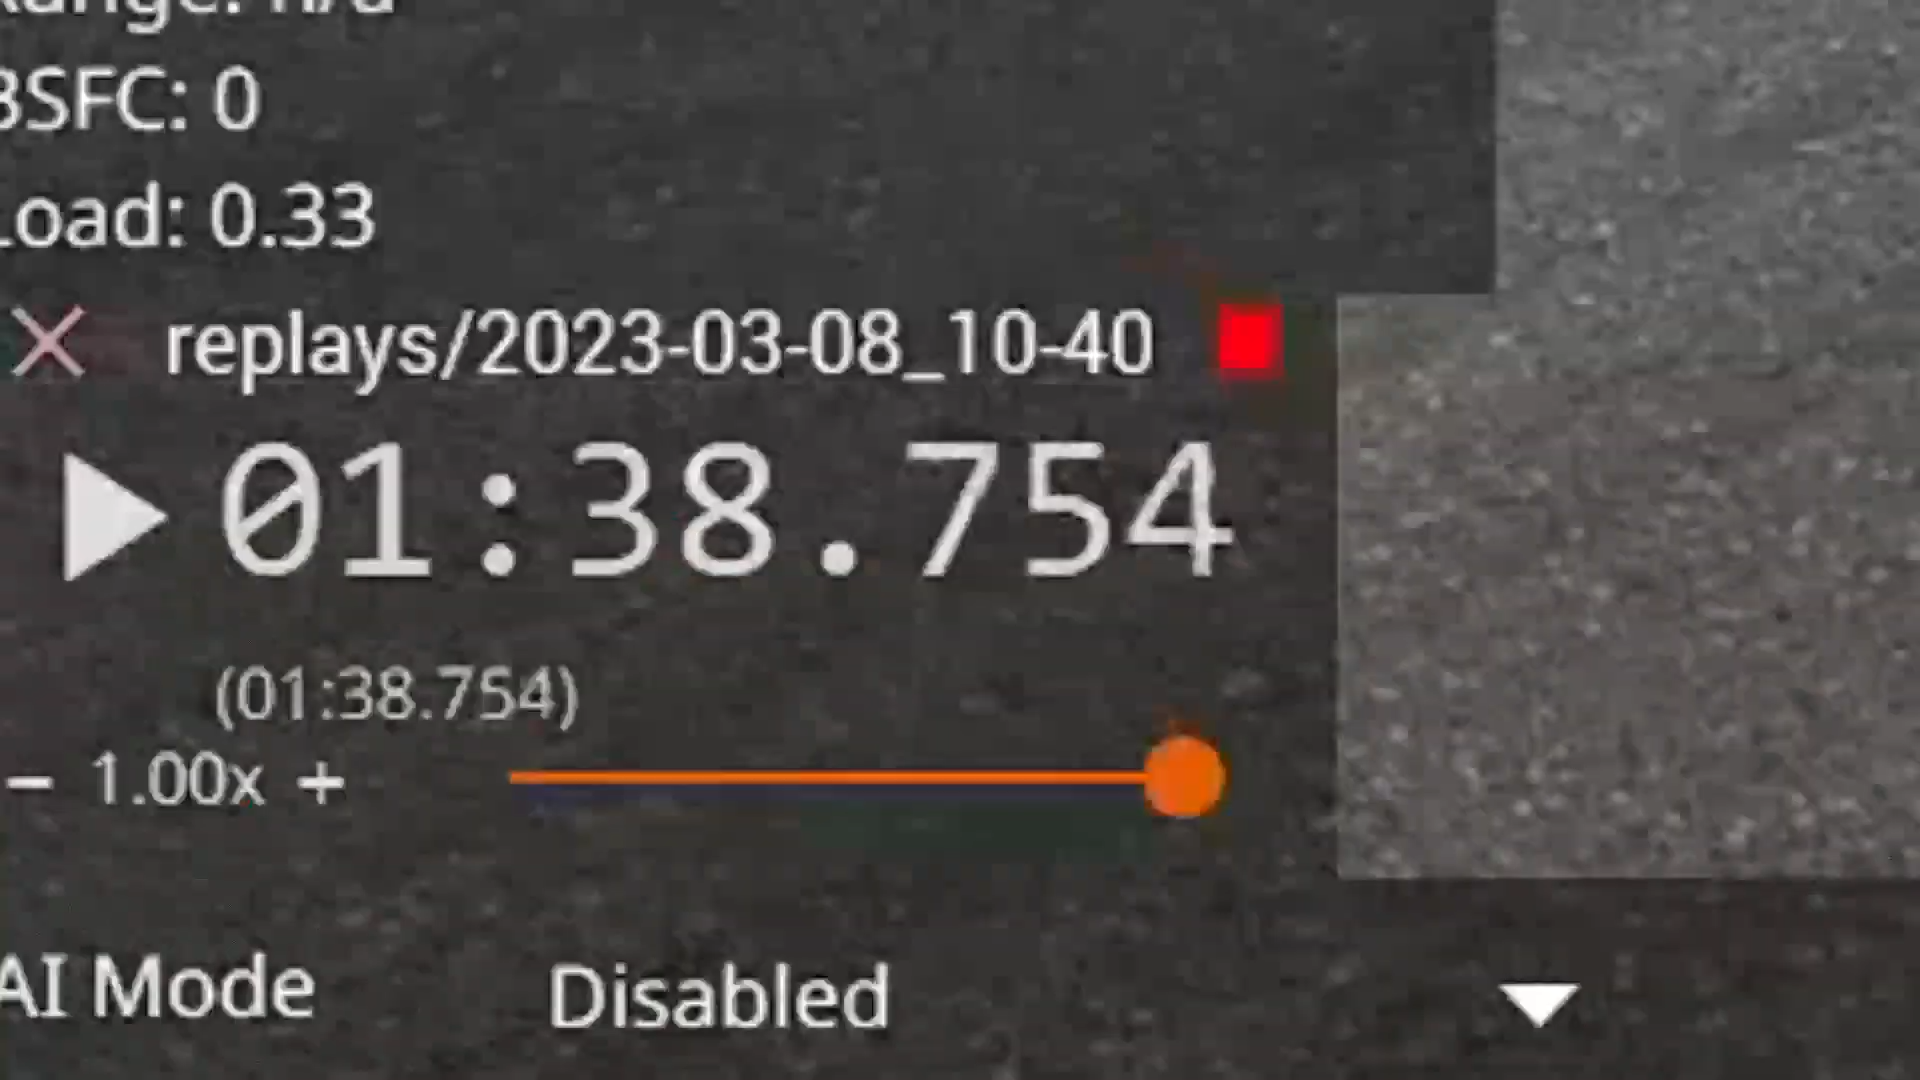 Range: n/a
BSFC: 0
Load: 0.33
replays/2023-03-08_10-40
01:38.754
(01:38.754)
− 1.00x +
AI Mode
Disabled